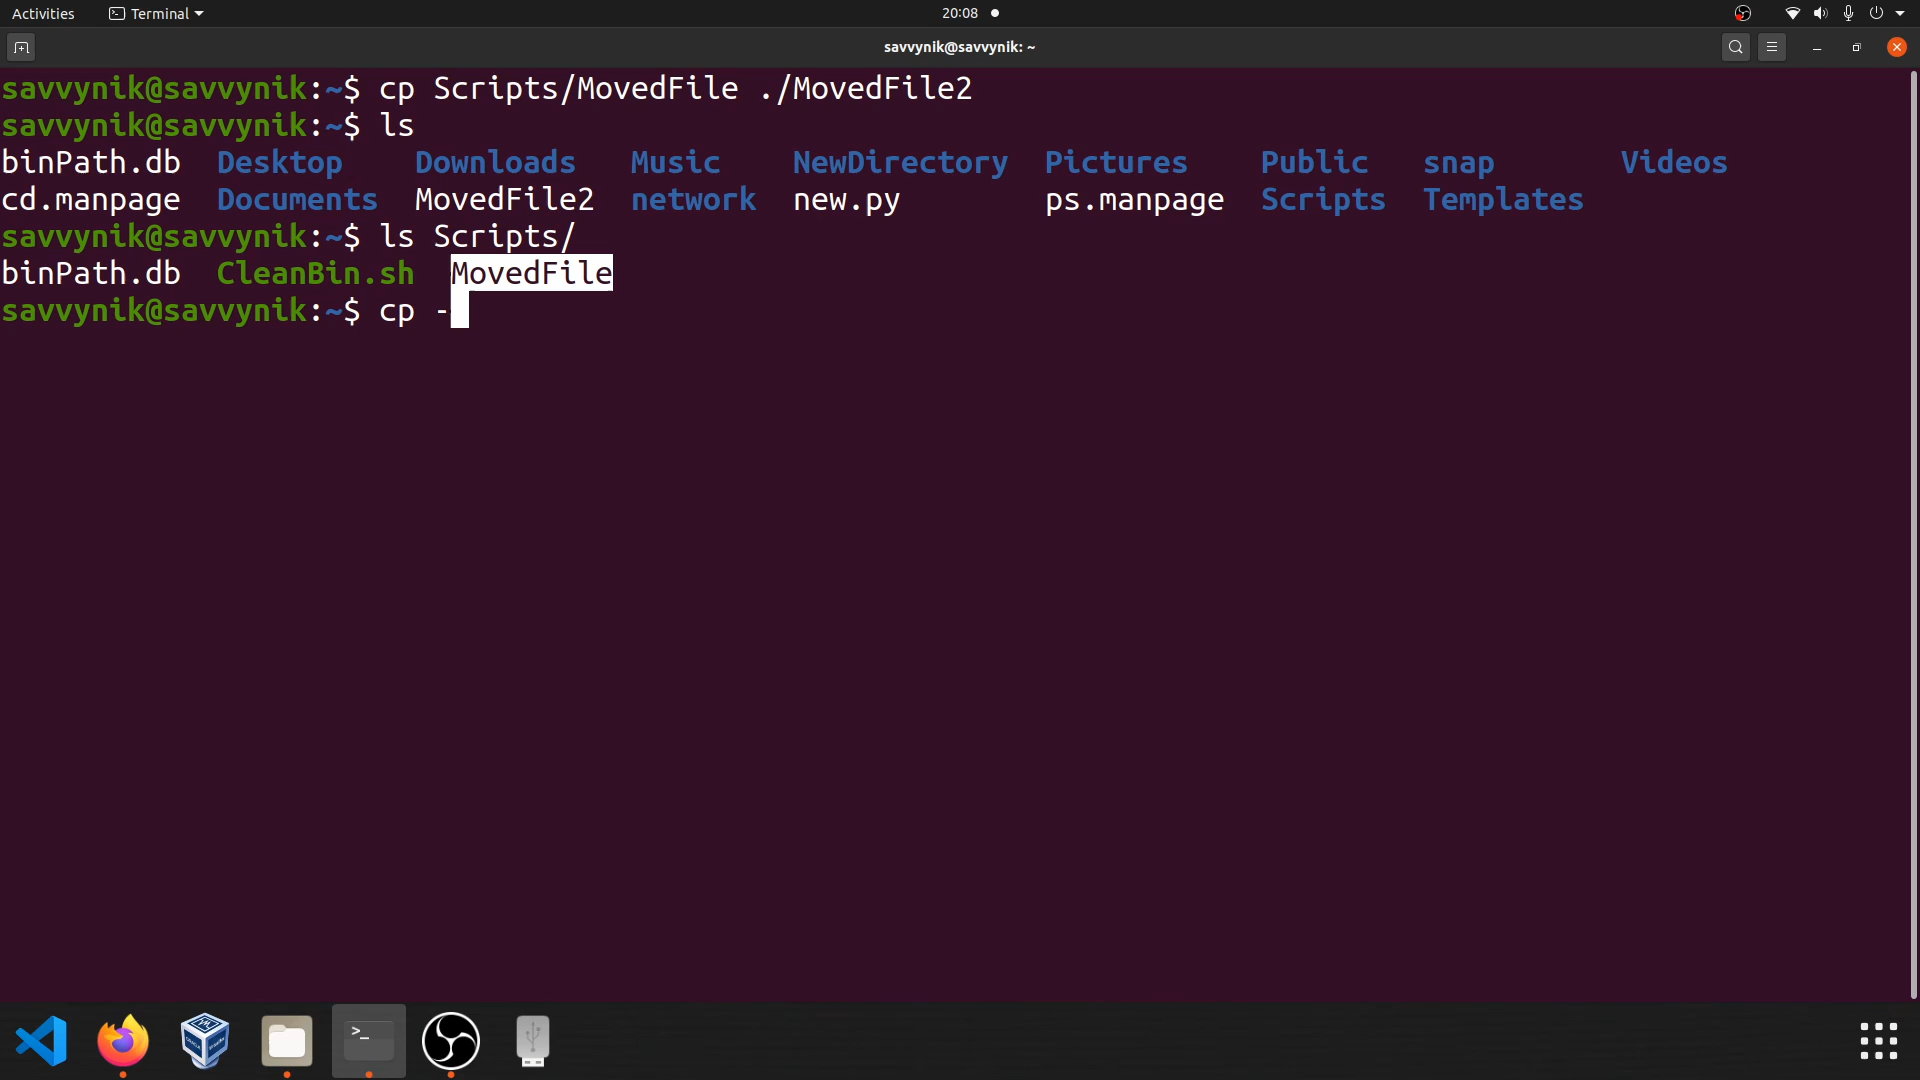 Activities Terminal 20:08
savvynik@savvynik: ~
savvynik@savvynik:~$ cp Scripts/MovedFile ./MovedFile2
savvynik@savvynik:~$ ls
binPath.db Desktop Downloads Music NewDirectory Pictures Public snap Videos
cd.manpage Documents MovedFile2 network new.py ps.manpage Scripts Templates
savvynik@savvynik:~$ ls Scripts/
binPath.db CleanBin.sh MovedFile
savvynik@savvynik:~$ cp -